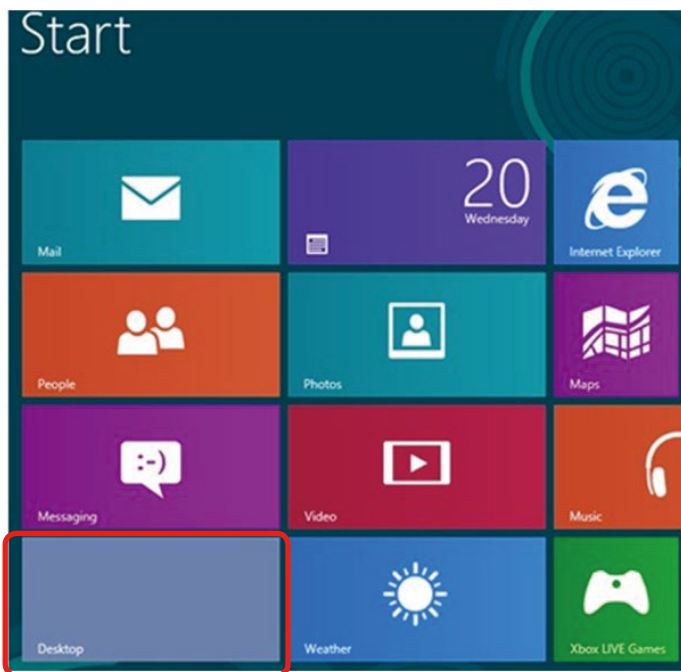 Start
Mail
20
Wednesday
Internet Explorer
People
Photos
Maps
:-)
Messaging
Video
Music
Desktop
Weather
Xbox LIVE Games